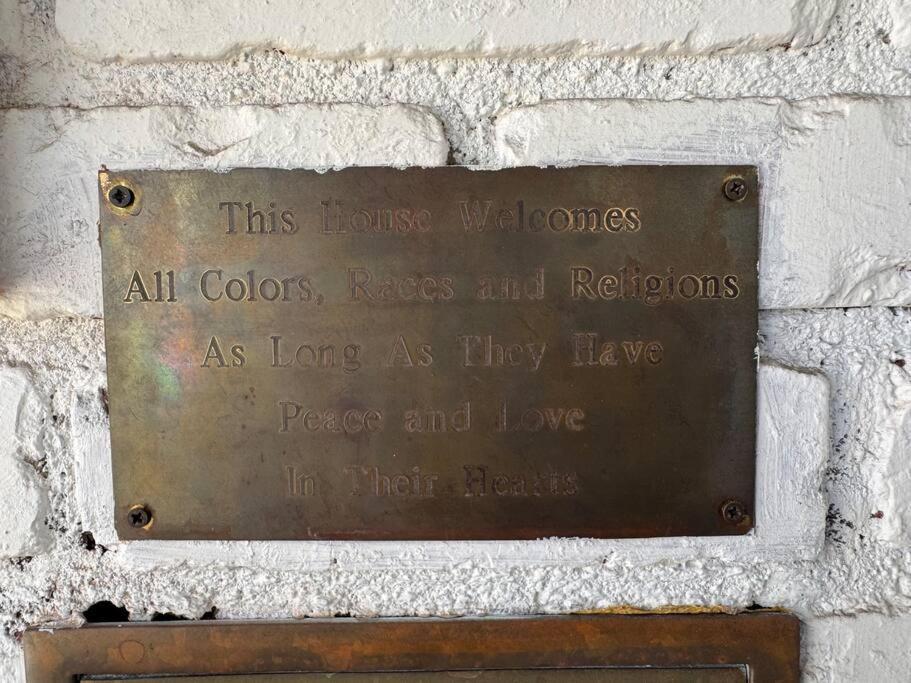 This House Welcomes
All Colors, Races and Religions
As Long As They Have
Peace and Love
In Their Hearts